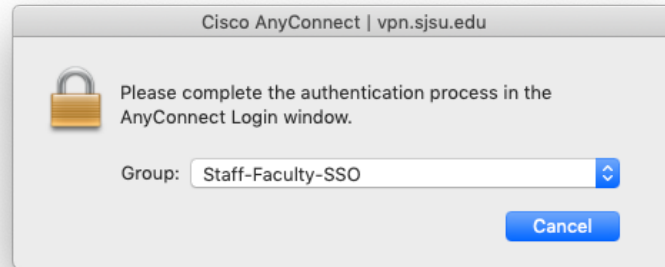 Cisco AnyConnect | vpn.sjsu.edu
Please complete the authentication process in the
AnyConnect Login window.
Group: Staff-Faculty-SSO
Cancel